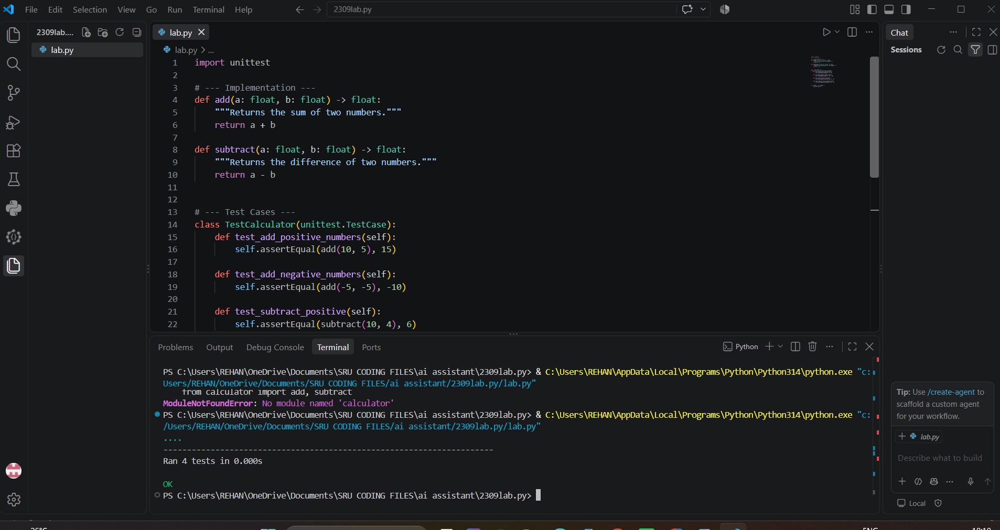 File Edit Selection View Go Run Terminal Help
2309lab.py
2309lab....
lab.py
lab.py
lab.py > ...
1 import unittest
2
3 # --- Implementation ---
4 def add(a: float, b: float) -> float:
5 """Returns the sum of two numbers."""
6 return a + b
7
8 def subtract(a: float, b: float) -> float:
9 """Returns the difference of two numbers."""
10 return a - b
11
12
13 # --- Test Cases ---
14 class TestCalculator(unittest.TestCase):
15 def test_add_positive_numbers(self):
16 self.assertEqual(add(10, 5), 15)
17
18 def test_add_negative_numbers(self):
19 self.assertEqual(add(-5, -5), -10)
20
21 def test_subtract_positive(self):
22 self.assertEqual(subtract(10, 4), 6)
Problems Output Debug Console Terminal Ports
Python
PS C:\Users\REHAN\OneDrive\Documents\SRU CODING FILES\ai assistant\2309lab.py> & C:\Users\REHAN\AppData\Local\Programs\Python\Python314\python.exe "c:
Users/REHAN/OneDrive/Documents/SRU CODING FILES/ai assistant/2309lab.py/lab.py"
from calculator import add, subtract
ModuleNotFoundError: No module named 'calculator'
PS C:\Users\REHAN\OneDrive\Documents\SRU CODING FILES\ai assistant\2309lab.py> & C:\Users\REHAN\AppData\Local\Programs\Python\Python314\python.exe "c:
/Users/REHAN/OneDrive/Documents/SRU CODING FILES/ai assistant/2309lab.py/lab.py"
....
----------------------------------------------------------------------
Ran 4 tests in 0.000s
OK
PS C:\Users\REHAN\OneDrive\Documents\SRU CODING FILES\ai assistant\2309lab.py>
Chat
Sessions
Tip: Use /create-agent to
scaffold a custom agent
for your workflow.
lab.py
Describe what to build
Local